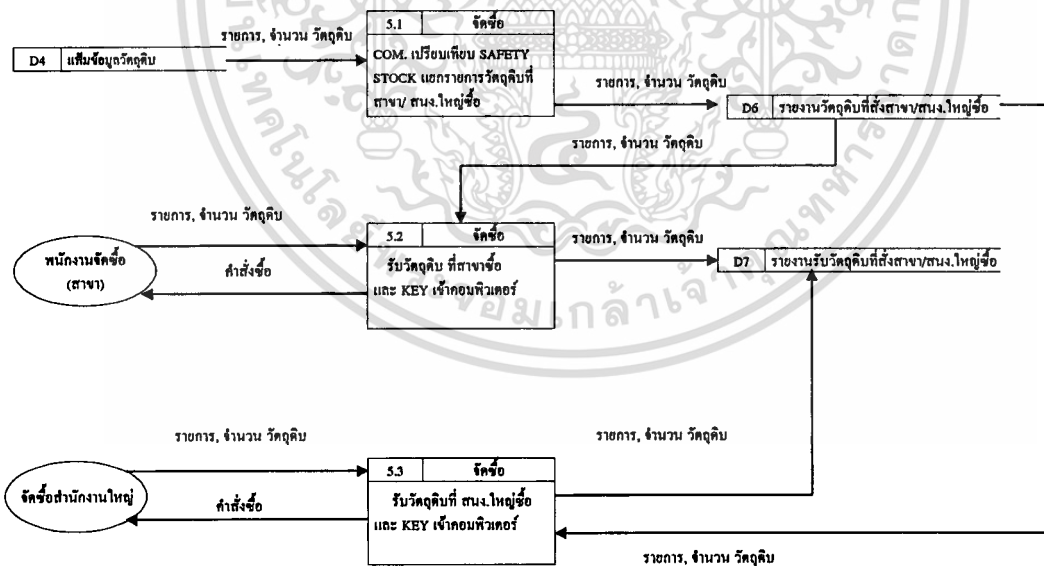 รายการ, จำนวน วัตถุดิบ
5.1 จัดซื้อ
D4 แฟ้มข้อมูลวัตถุดิบ
COM. เปรียบเทียบ SAFETY
STOCK แยกรายการวัตถุดิบที่
สาขา/ สนง.ใหญ่ซื้อ
รายการ, จำนวน วัตถุดิบ
D6 รายงานวัตถุดิบที่สั่งสาขา/สนง.ใหญ่ซื้อ
รายการ, จำนวน วัตถุดิบ
รายการ, จำนวน วัตถุดิบ
5.2 จัดซื้อ
รายการ, จำนวน วัตถุดิบ
พนักงานจัดซื้อ
(สาขา)
คำสั่งซื้อ
รับวัตถุดิบ ที่สาขาซื้อ
และ KEY เข้าคอมพิวเตอร์
D7 รายงานรับวัตถุดิบที่สั่งสาขา/สนง.ใหญ่ซื้อ
รายการ, จำนวน วัตถุดิบ
รายการ, จำนวน วัตถุดิบ
5.3 จัดซื้อ
จัดซื้อสำนักงานใหญ่
คำสั่งซื้อ
รับวัตถุดิบที่ สนง.ใหญ่ซื้อ
และ KEY เข้าคอมพิวเตอร์
รายการ, จำนวน วัตถุดิบ